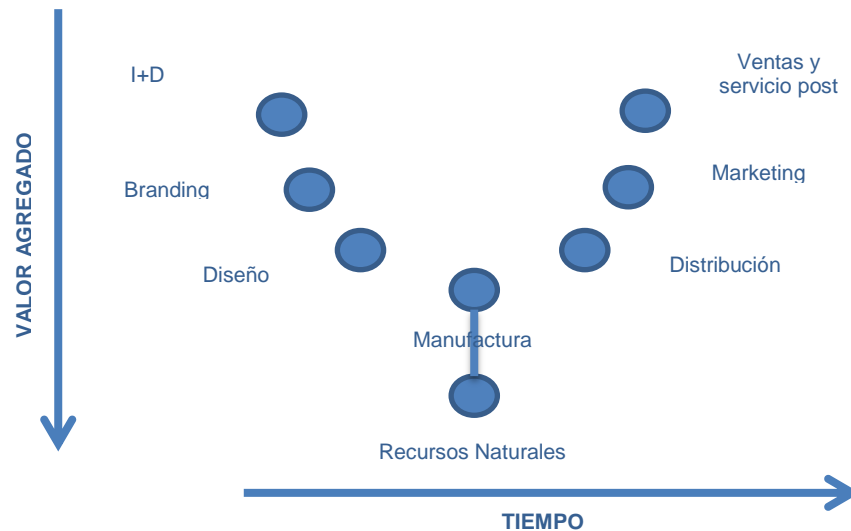 I+D
Ventas y
servicio post
Branding
Marketing
Diseño
Distribución
Manufactura
Recursos Naturales
VALOR AGREGADO
TIEMPO